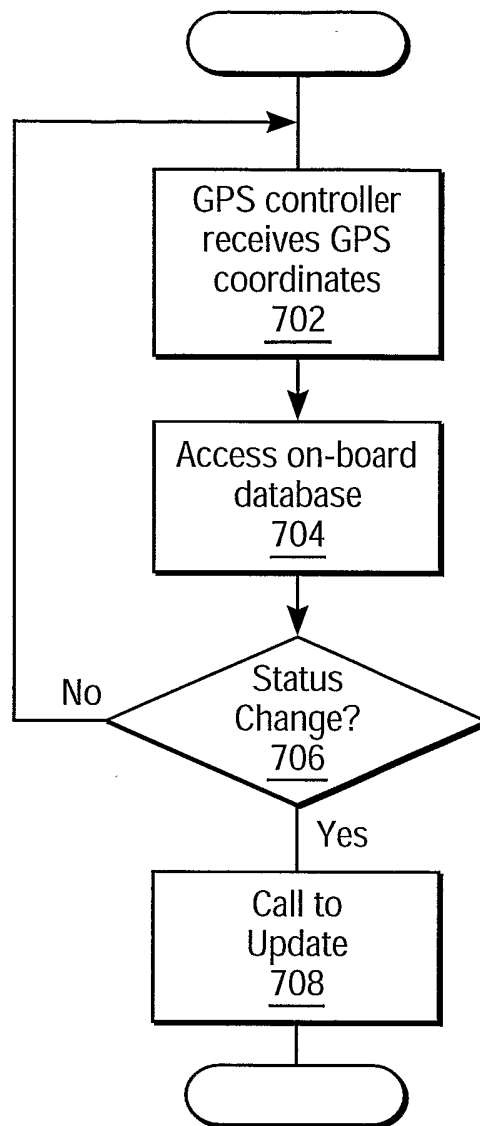 GPS controller
receives GPS
coordinates
702
Access on-board
database
704
No
Status
Change?
706
Yes
Call to
Update
708